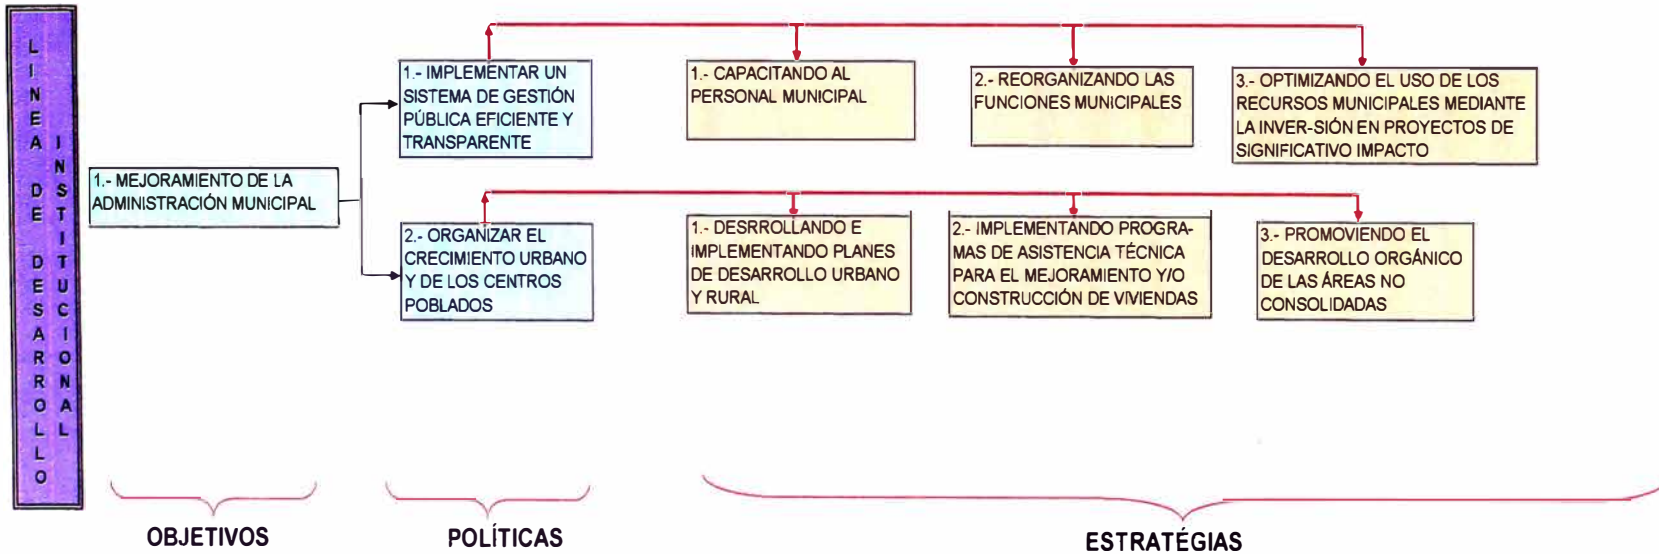 LINEA DE DESARROLLO
INSTITUCIONAL
1.- MEJORAMIENTO DE LA
ADMINISTRACIÓN MUNICIPAL
1.- IMPLEMENTAR UN
SISTEMA DE GESTIÓN
PÚBLICA EFICIENTE Y
TRANSPARENTE
1.- CAPACITANDO AL
PERSONAL MUNICIPAL
2.- REORGANIZANDO LAS
FUNCIONES MUNICIPALES
3.- OPTIMIZANDO EL USO DE LOS
RECURSOS MUNICIPALES MEDIANTE
LA INVER-SIÓN EN PROYECTOS DE
SIGNIFICATIVO IMPACTO
2.- ORGANIZAR EL
CRECIMIENTO URBANO
Y DE LOS CENTROS
POBLADOS
1.- DESRROLLANDO E
IMPLEMENTANDO PLANES
DE DESARROLLO URBANO
Y RURAL
2.- IMPLEMENTANDO PROGRA-
MAS DE ASISTENCIA TÉCNICA
PARA EL MEJORAMIENTO Y/O
CONSTRUCCIÓN DE VIVIENDAS
3.- PROMOVIENDO EL
DESARROLLO ORGÁNICO
DE LAS ÁREAS NO
CONSOLIDADAS
OBJETIVOS
POLÍTICAS
ESTRATÉGIAS